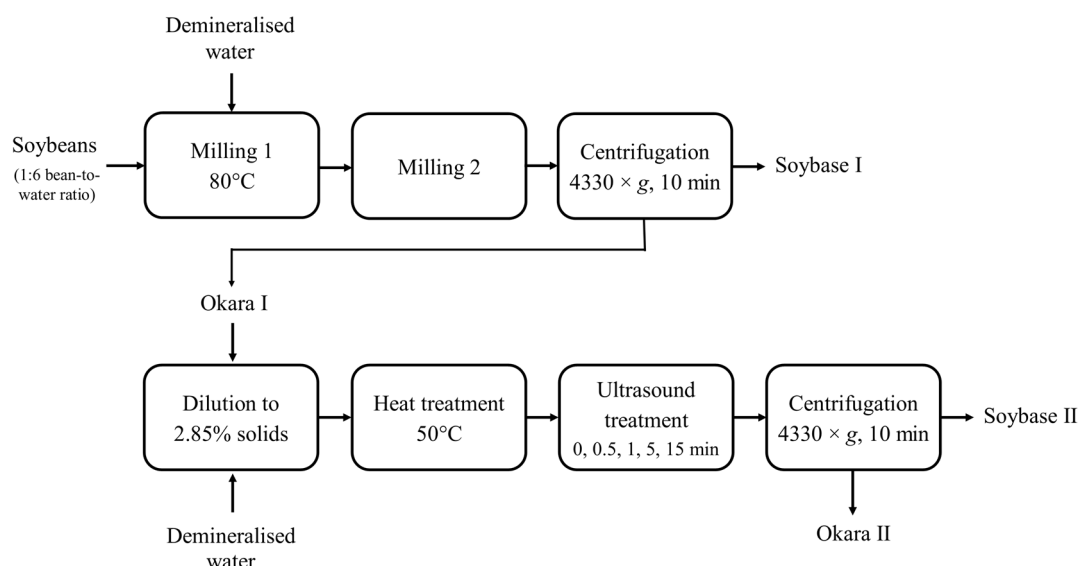 Demineralised
water
Soybeans
(1:6 bean-to-
water ratio)
Milling 1
80°C
Milling 2
Centrifugation
4330 × g, 10 min
Soybase I
Okara I
Dilution to
2.85% solids
Heat treatment
50°C
Ultrasound
treatment
0, 0.5, 1, 5, 15 min
Centrifugation
4330 × g, 10 min
Soybase II
Demineralised
water
Okara II